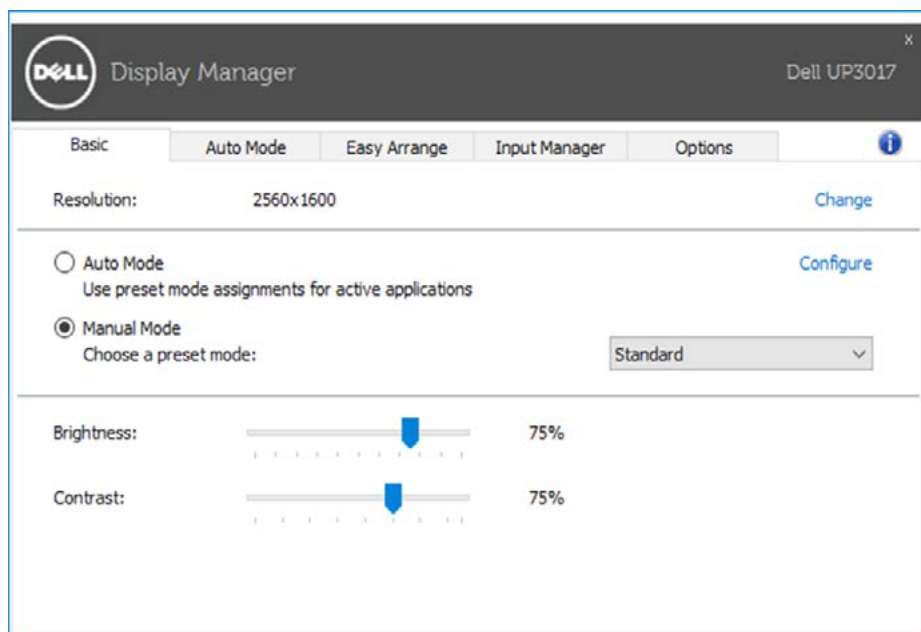 DELL Display Manager Dell UP3017
x
Basic Auto Mode Easy Arrange Input Manager Options i
Resolution: 2560x1600 Change
Auto Mode Configure
Use preset mode assignments for active applications
Manual Mode
Choose a preset mode: Standard
Brightness: 75%
Contrast: 75%